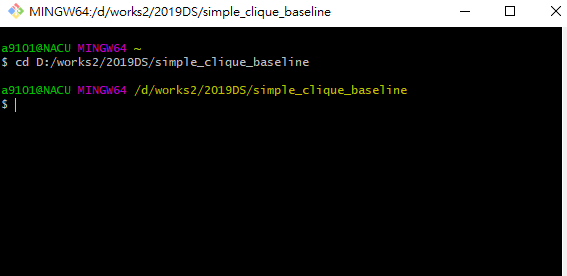 MINGW64:/d/works2/2019DS/simple_clique_baseline
a9101@NACU MINGW64 ~
$ cd D:/works2/2019DS/simple_clique_baseline
a9101@NACU MINGW64 /d/works2/2019DS/simple_clique_baseline
$